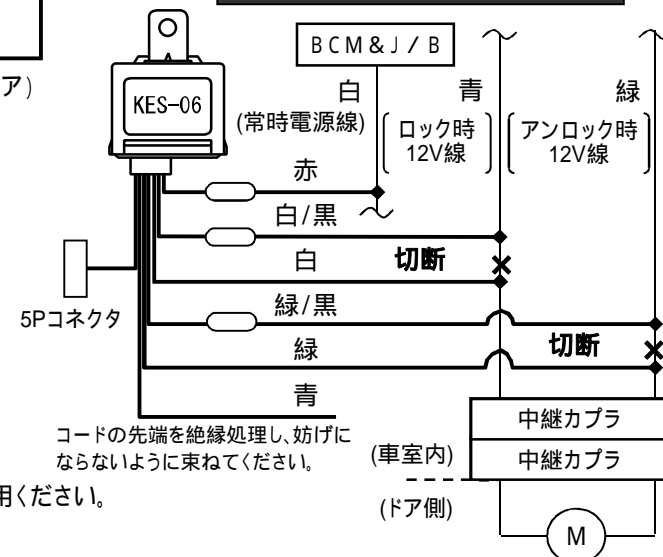 BCM&J/B
ア)
KES-06
白
(常時電源線)
青
ロック時
12V線
緑
アンロック時
12V線
赤
白/黒
白
切断
緑/黒
緑
切断
青
5Pコネクタ
コードの先端を絶縁処理し、妨げに
ならないように束ねてください。
用ください。
(車室内)
(ドア側)
中継カプラ
中継カプラ
M